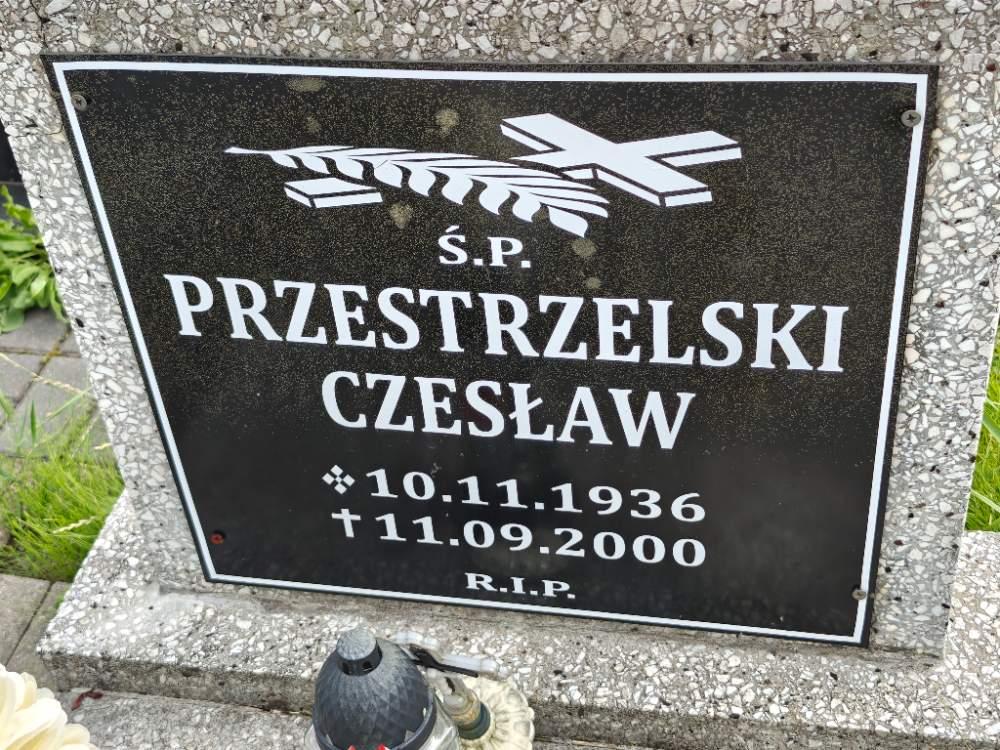 Ś.P.
PRZESTRZELSKI
CZESŁAW
10.11.1936
✝11.09.2000
R.I.P.